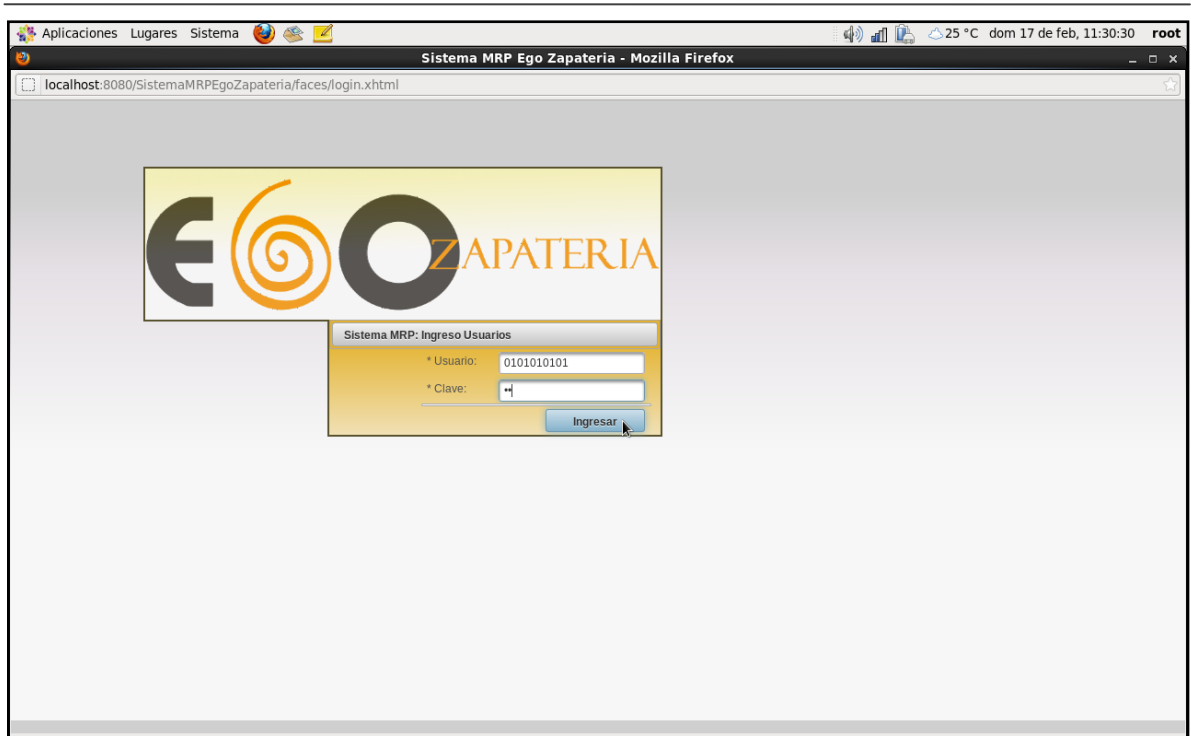 Aplicaciones Lugares Sistema 25 °C dom 17 de feb, 11:30:30 root
Sistema MRP Ego Zapateria - Mozilla Firefox
localhost:8080/SistemaMRPEgoZapateria/faces/login.xhtml
EGO ZAPATERIA
Sistema MRP: Ingreso Usuarios
* Usuario: 0101010101
* Clave: ••
Ingresar